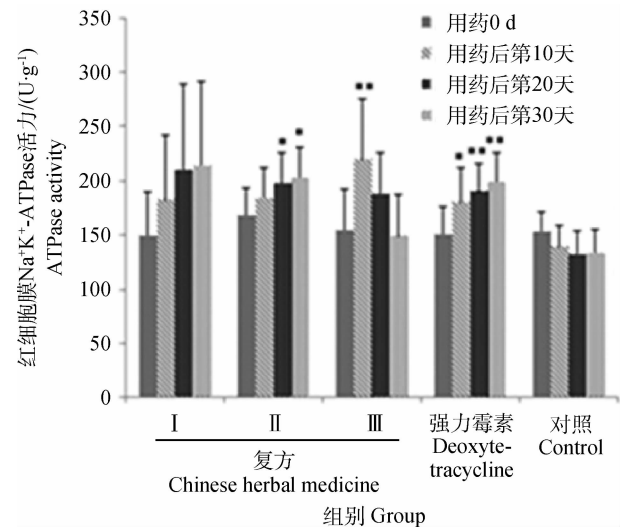 红细胞膜Na⁺K⁺-ATPase活力/(U·g⁻¹)
ATPase activity
350
300
250
200
150
100
50
0
用药0 d
用药后第10天
用药后第20天
用药后第30天
Ⅰ
Ⅱ
Ⅲ
复方
Chinese herbal medicine
强力霉素
Deoxyte-
tracycline
对照
Control
组别 Group